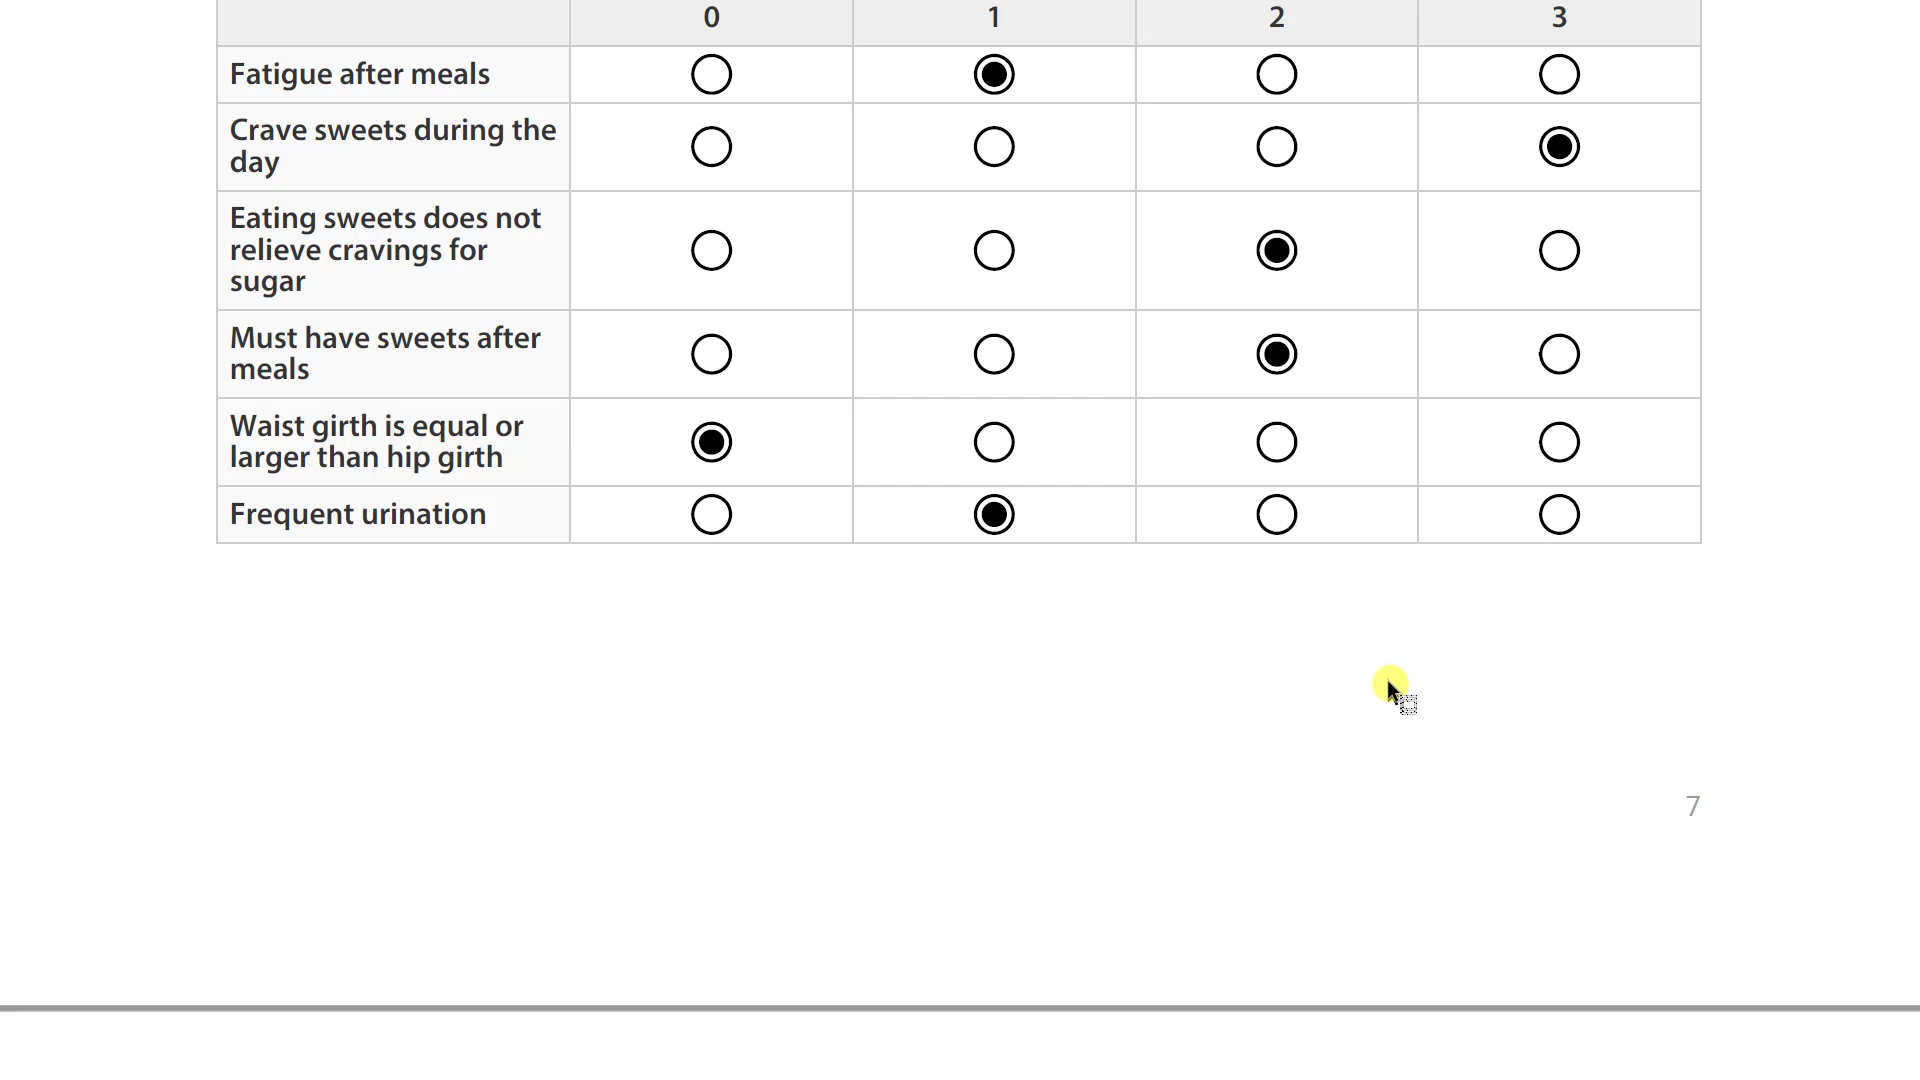 0 1 2 3
Fatigue after meals
Crave sweets during the
day
Eating sweets does not
relieve cravings for
sugar
Must have sweets after
meals
Waist girth is equal or
larger than hip girth
Frequent urination
7